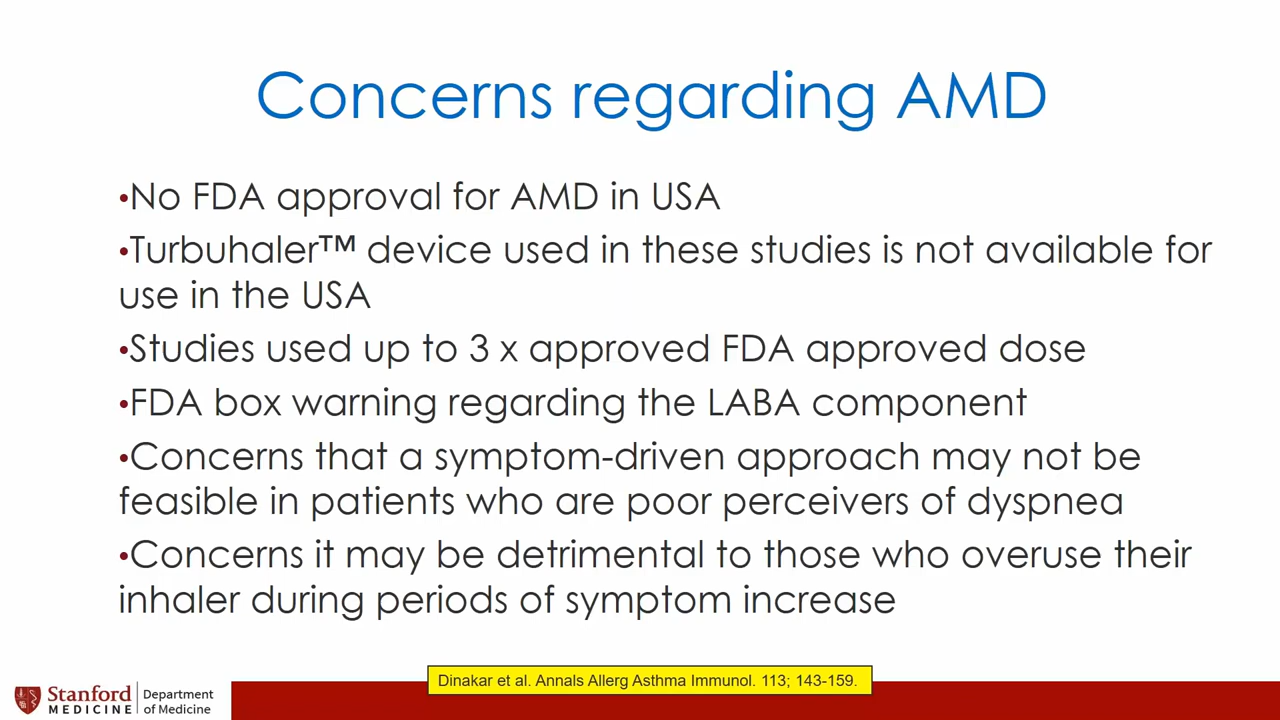 Concerns regarding AMD
•No FDA approval for AMD in USA
•Turbuhaler™ device used in these studies is not available for
use in the USA
•Studies used up to 3 x approved FDA approved dose
•FDA box warning regarding the LABA component
•Concerns that a symptom-driven approach may not be
feasible in patients who are poor perceivers of dyspnea
•Concerns it may be detrimental to those who overuse their
inhaler during periods of symptom increase
Dinakar et al. Annals Allerg Asthma Immunol. 113; 143-159.
Stanford
MEDICINE
Department
of Medicine